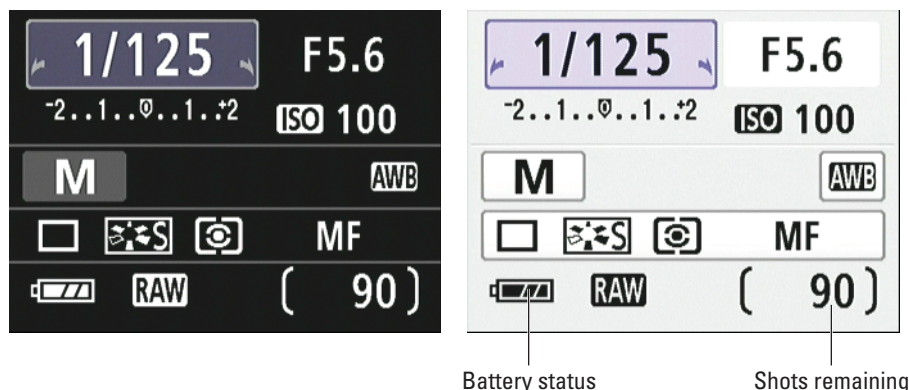 1/125 F5.6
-2..1..0..1..+2 ISO 100
M AWB
S MF
RAW ( 90 )
1/125 F5.6
-2..1..0..1..+2 ISO 100
M AWB
S MF
RAW ( 90 )
Battery status Shots remaining